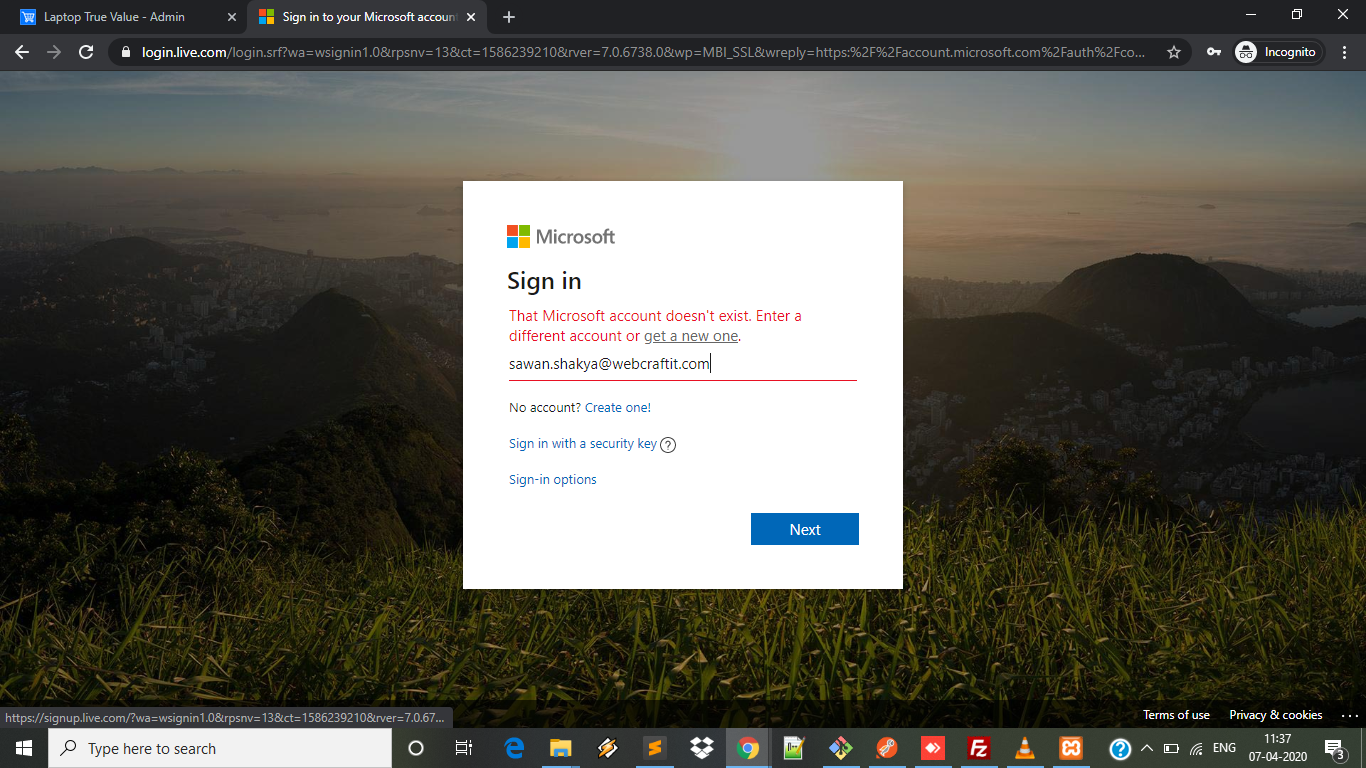 Laptop True Value - Admin
Sign in to your Microsoft account
login.live.com/login.srf?wa=wsignin1.0&rpsnv=13&ct=1586239210&rver=7.0.6738.0&wp=MBI_SSL&wreply=https:%2F%2Faccount.microsoft.com%2Fauth%2Fco...
Incognito
Microsoft
Sign in
That Microsoft account doesn't exist. Enter a
different account or get a new one.
sawan.shakya@webcraftit.com
No account? Create one!
Sign in with a security key ?
Sign-in options
Next
https://signup.live.com/?wa=wsignin1.0&rpsnv=13&ct=1586239210&rver=7.0.67...
Terms of use Privacy & cookies ...
Type here to search
ENG
11:37
07-04-2020
3